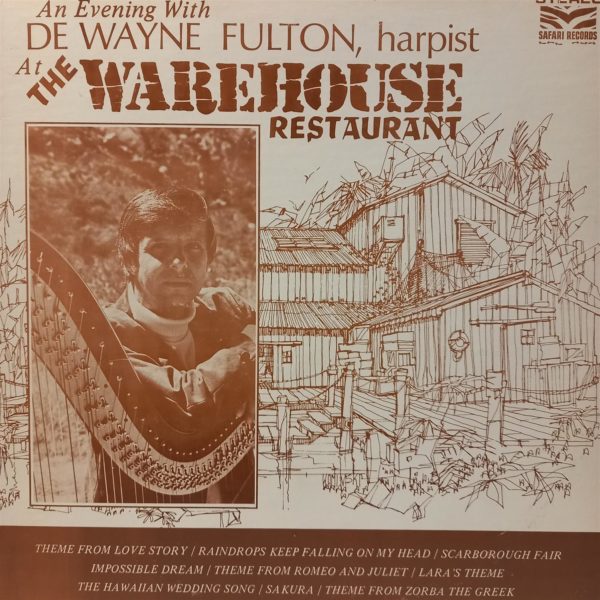 STEREO
SAFARI RECORDS
An Evening With
DE WAYNE FULTON, harpist
At THE WAREHOUSE
RESTAURANT
THEME FROM LOVE STORY / RAINDROPS KEEP FALLING ON MY HEAD / SCARBOROUGH FAIR
IMPOSSIBLE DREAM / THEME FROM ROMEO AND JULIET / LARA'S THEME
THE HAWAIIAN WEDDING SONG / SAKURA / THEME FROM ZORBA THE GREEK